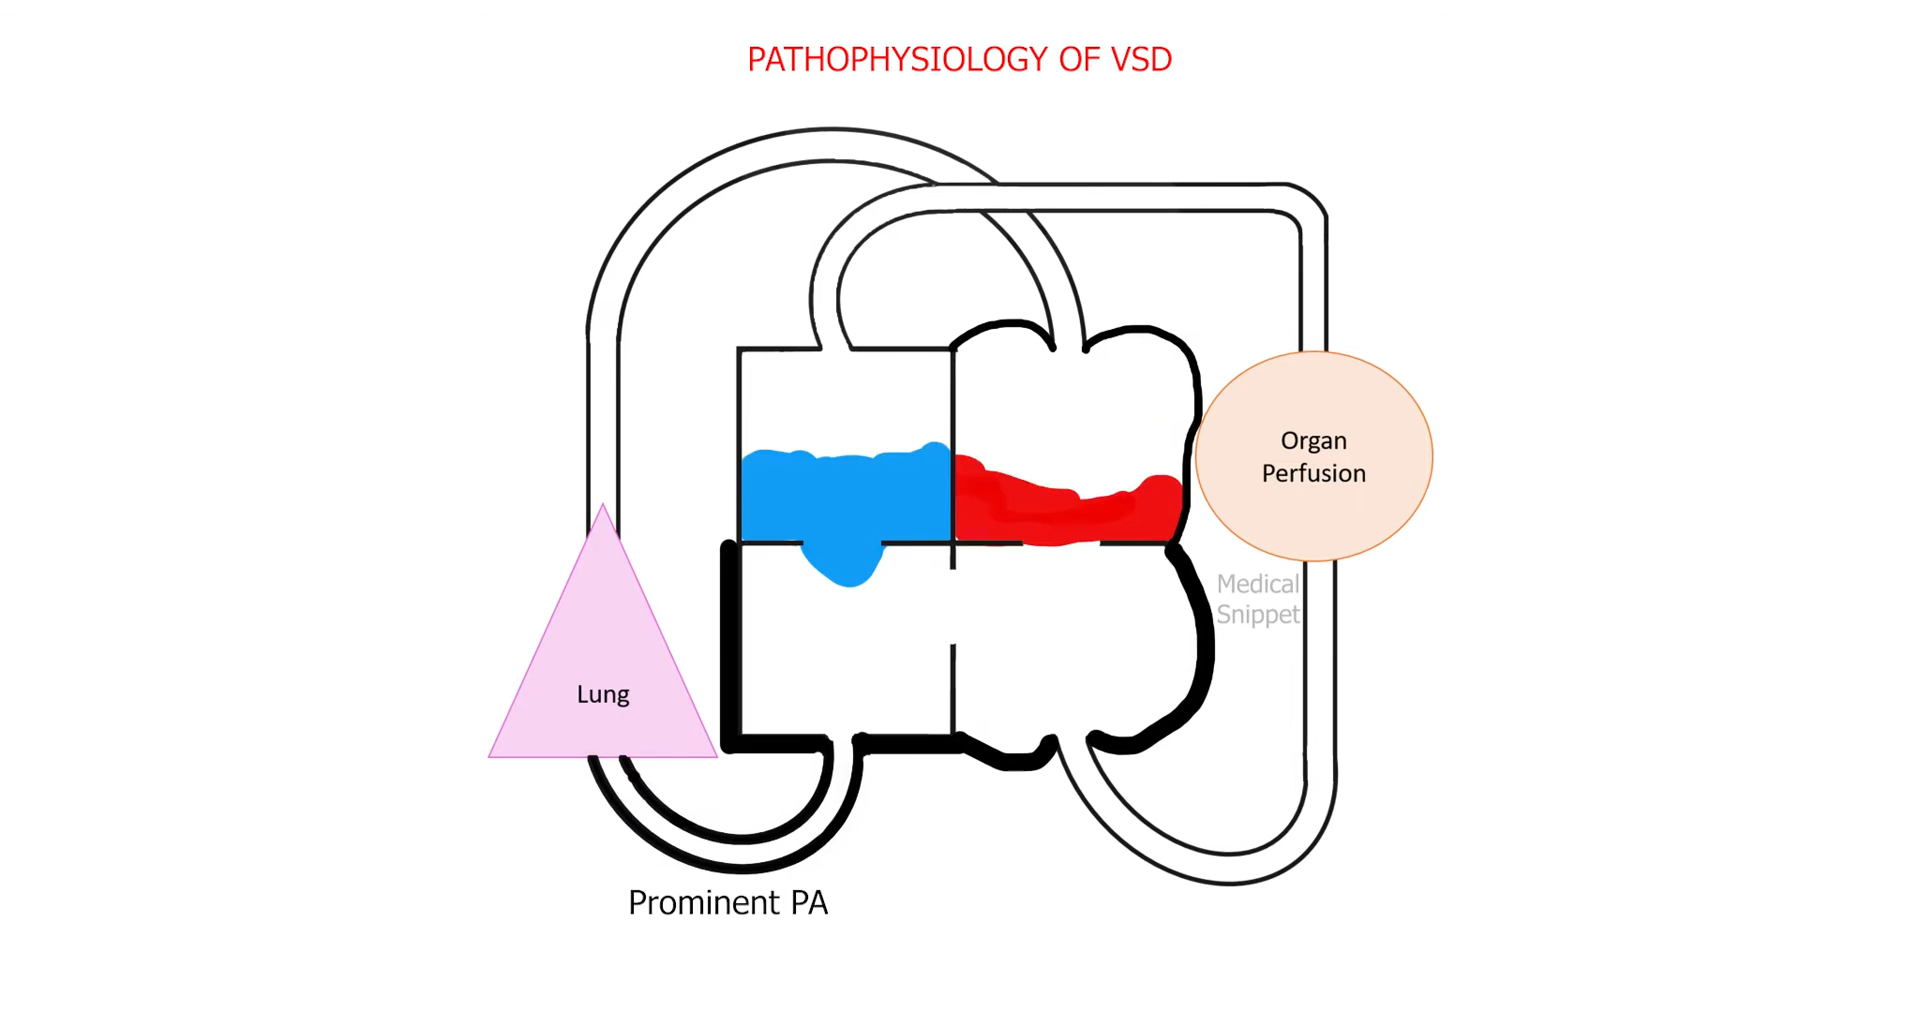 PATHOPHYSIOLOGY OF VSD
Organ
Perfusion
Medical
Snippet
Lung
Prominent PA